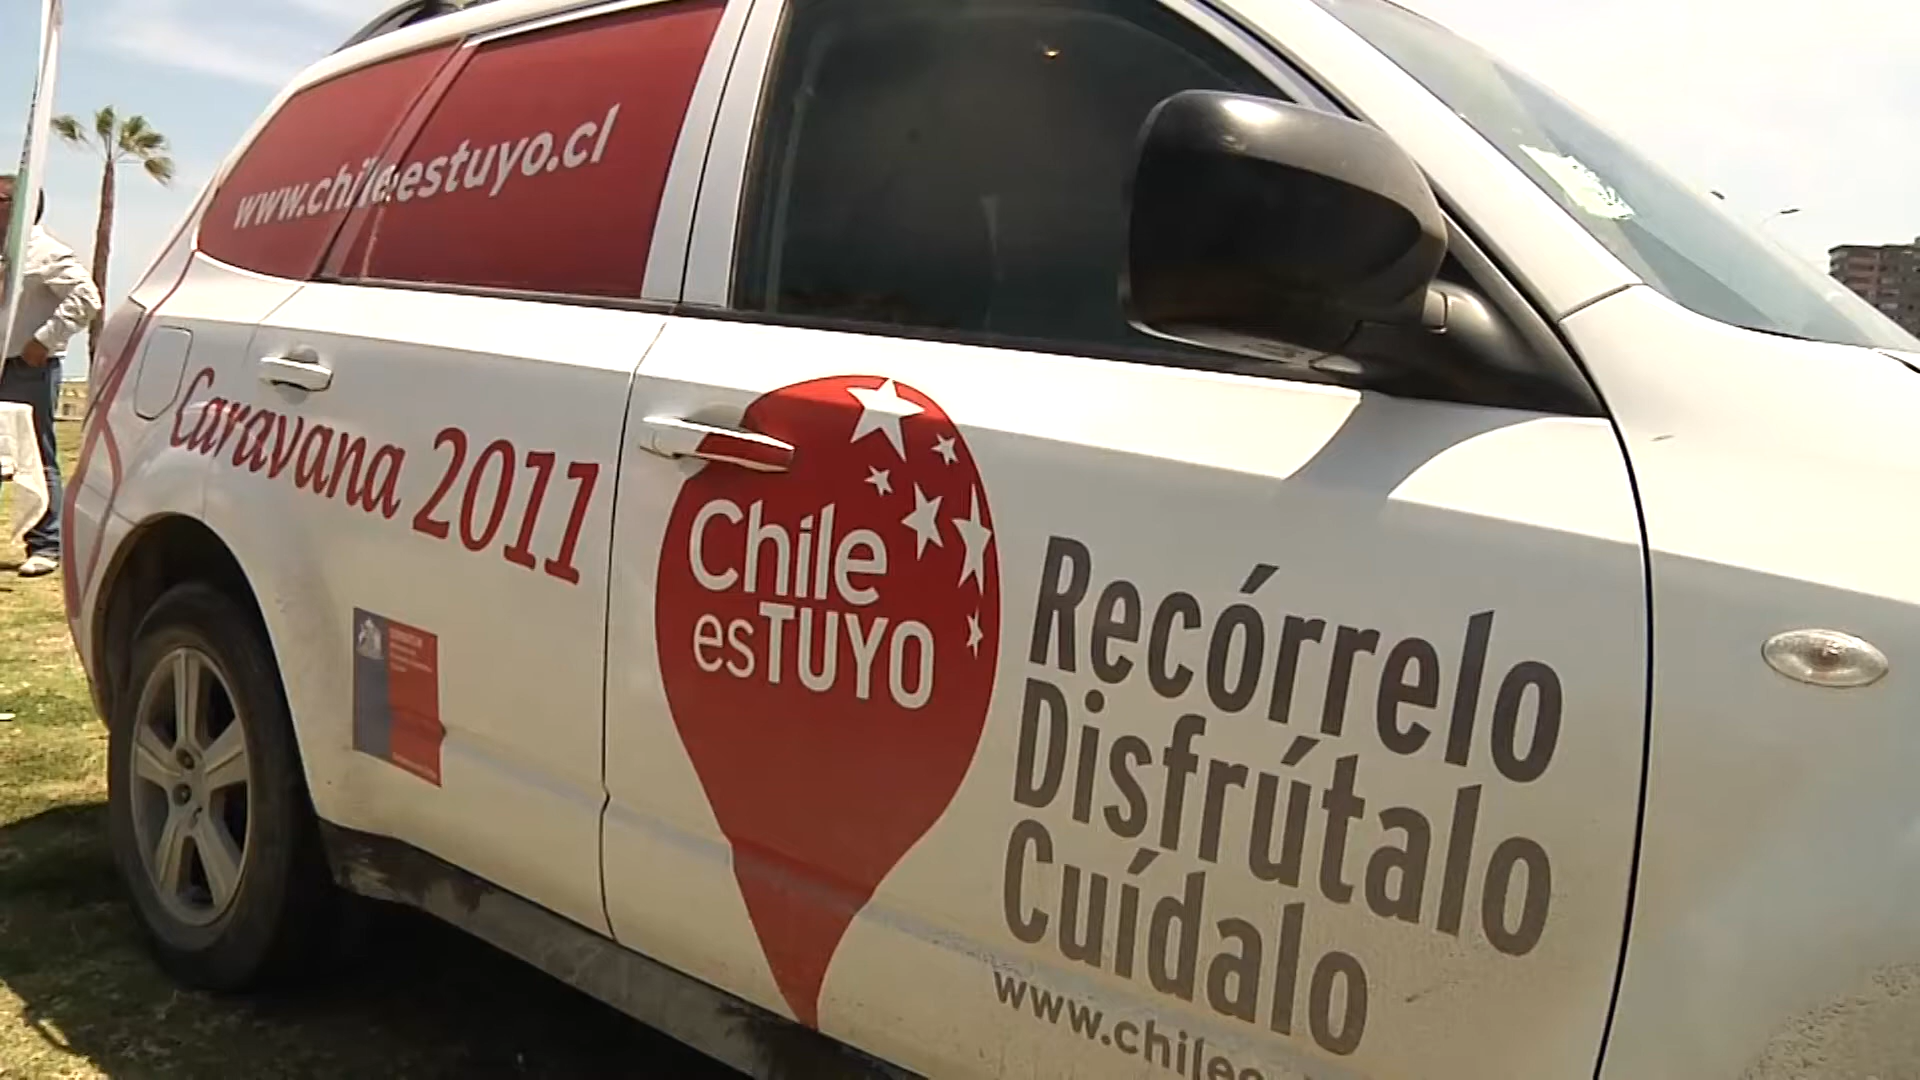 www.chileestuyo.cl
Caravana 2011
Chile
esTUYO
Recórrelo
Disfrútalo
Cuídalo